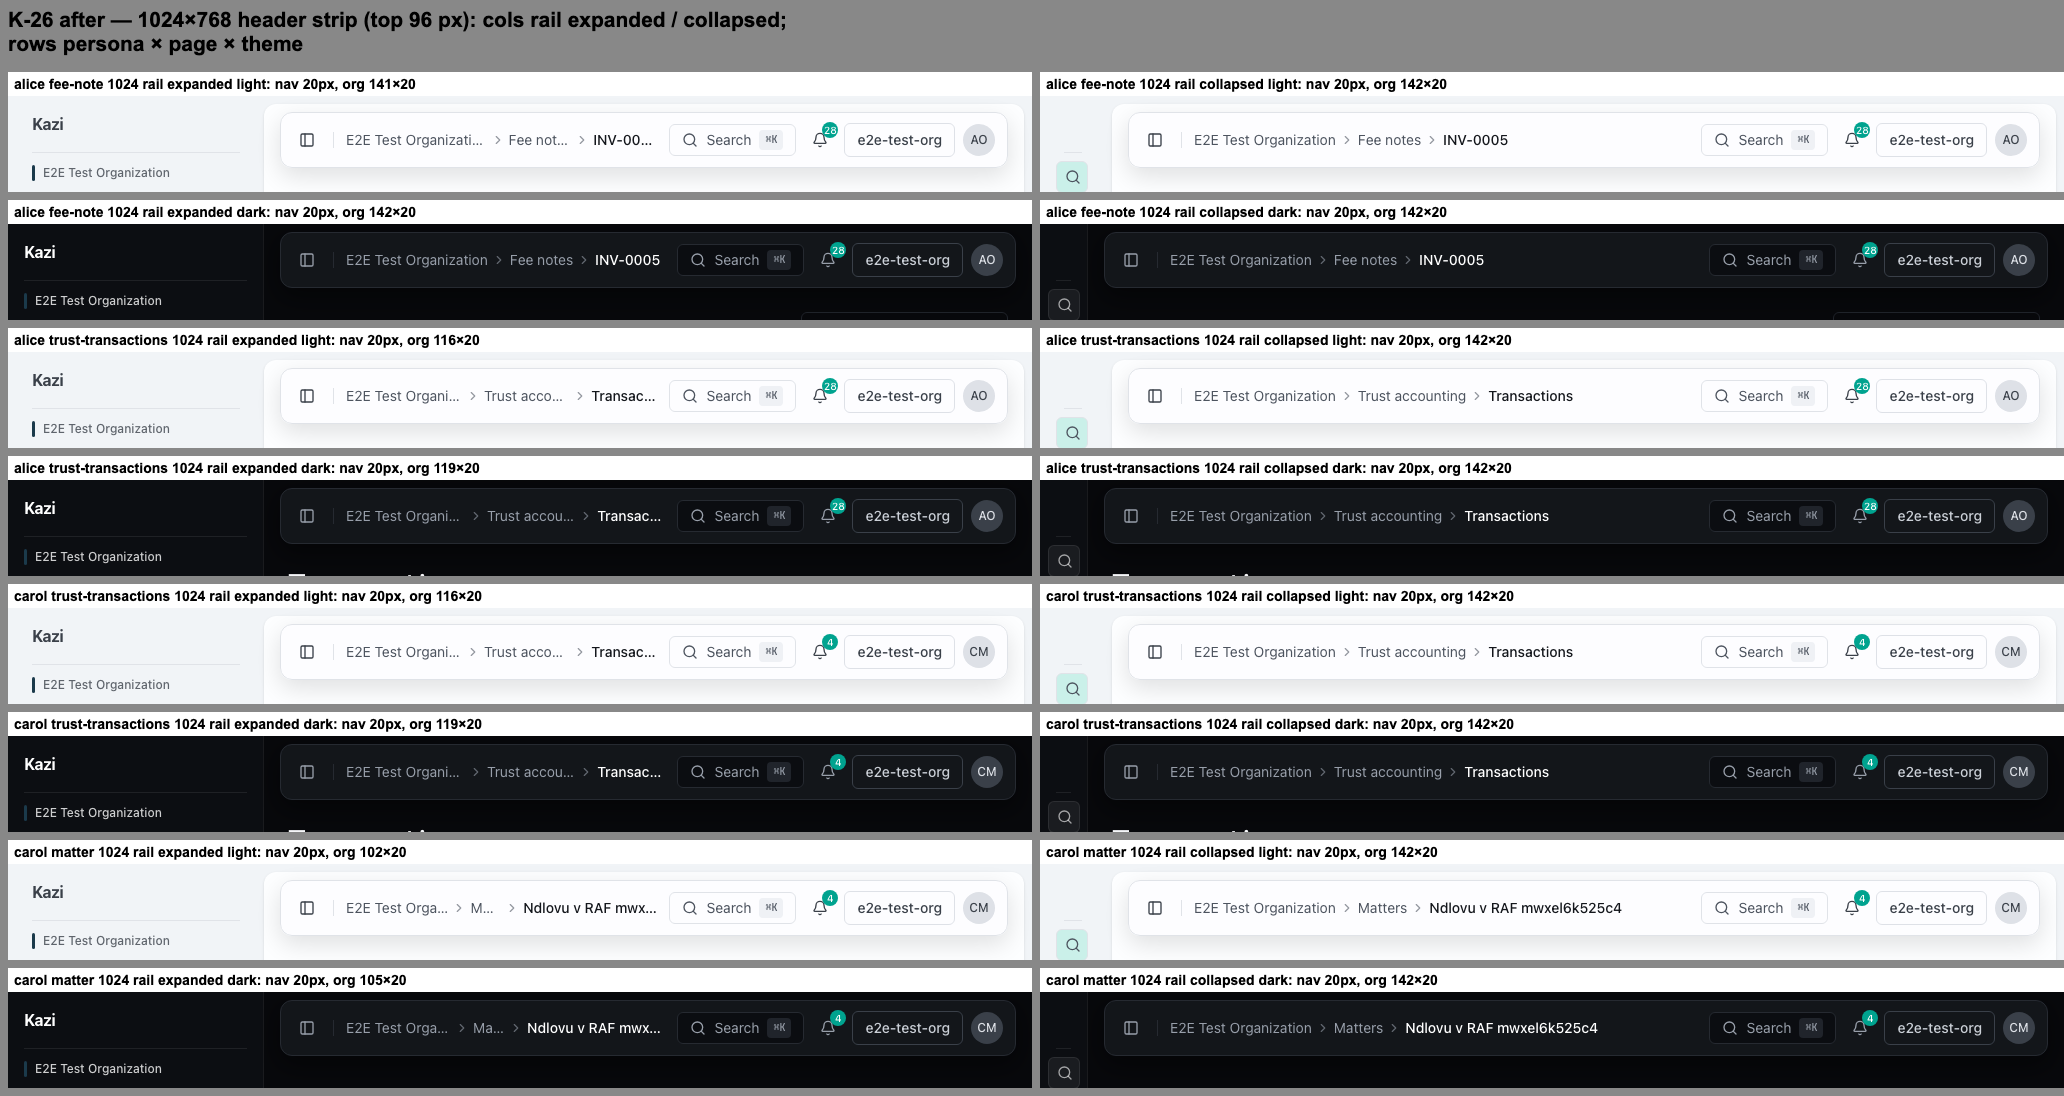 K-26 after — 1024×768 header strip (top 96 px): cols rail expanded / collapsed;
rows persona × page × theme
alice fee-note 1024 rail expanded light: nav 20px, org 141×20
Kazi
E2E Test Organizati... > Fee not... > INV-00... Search ⌘K 28 e2e-test-org AO
E2E Test Organization
alice fee-note 1024 rail collapsed light: nav 20px, org 142×20
E2E Test Organization > Fee notes > INV-0005 Search ⌘K 28 e2e-test-org AO
alice fee-note 1024 rail expanded dark: nav 20px, org 142×20
Kazi
E2E Test Organization > Fee notes > INV-0005 Search ⌘K 28 e2e-test-org AO
E2E Test Organization
alice fee-note 1024 rail collapsed dark: nav 20px, org 142×20
E2E Test Organization > Fee notes > INV-0005 Search ⌘K 28 e2e-test-org AO
alice trust-transactions 1024 rail expanded light: nav 20px, org 116×20
Kazi
E2E Test Organi... > Trust acco... > Transac... Search ⌘K 28 e2e-test-org AO
E2E Test Organization
alice trust-transactions 1024 rail collapsed light: nav 20px, org 142×20
E2E Test Organization > Trust accounting > Transactions Search ⌘K 28 e2e-test-org AO
alice trust-transactions 1024 rail expanded dark: nav 20px, org 119×20
Kazi
E2E Test Organi... > Trust accou... > Transac... Search ⌘K 28 e2e-test-org AO
E2E Test Organization
alice trust-transactions 1024 rail collapsed dark: nav 20px, org 142×20
E2E Test Organization > Trust accounting > Transactions Search ⌘K 28 e2e-test-org AO
carol trust-transactions 1024 rail expanded light: nav 20px, org 116×20
Kazi
E2E Test Organi... > Trust acco... > Transac... Search ⌘K 4 e2e-test-org CM
E2E Test Organization
carol trust-transactions 1024 rail collapsed light: nav 20px, org 142×20
E2E Test Organization > Trust accounting > Transactions Search ⌘K 4 e2e-test-org CM
carol trust-transactions 1024 rail expanded dark: nav 20px, org 119×20
Kazi
E2E Test Organi... > Trust accou... > Transac... Search ⌘K 4 e2e-test-org CM
E2E Test Organization
carol trust-transactions 1024 rail collapsed dark: nav 20px, org 142×20
E2E Test Organization > Trust accounting > Transactions Search ⌘K 4 e2e-test-org CM
carol matter 1024 rail expanded light: nav 20px, org 102×20
Kazi
E2E Test Orga... > M... > Ndlovu v RAF mwx... Search ⌘K 4 e2e-test-org CM
E2E Test Organization
carol matter 1024 rail collapsed light: nav 20px, org 142×20
E2E Test Organization > Matters > Ndlovu v RAF mwxel6k525c4 Search ⌘K 4 e2e-test-org CM
carol matter 1024 rail expanded dark: nav 20px, org 105×20
Kazi
E2E Test Orga... > Ma... > Ndlovu v RAF mwx... Search ⌘K 4 e2e-test-org CM
E2E Test Organization
carol matter 1024 rail collapsed dark: nav 20px, org 142×20
E2E Test Organization > Matters > Ndlovu v RAF mwxel6k525c4 Search ⌘K 4 e2e-test-org CM